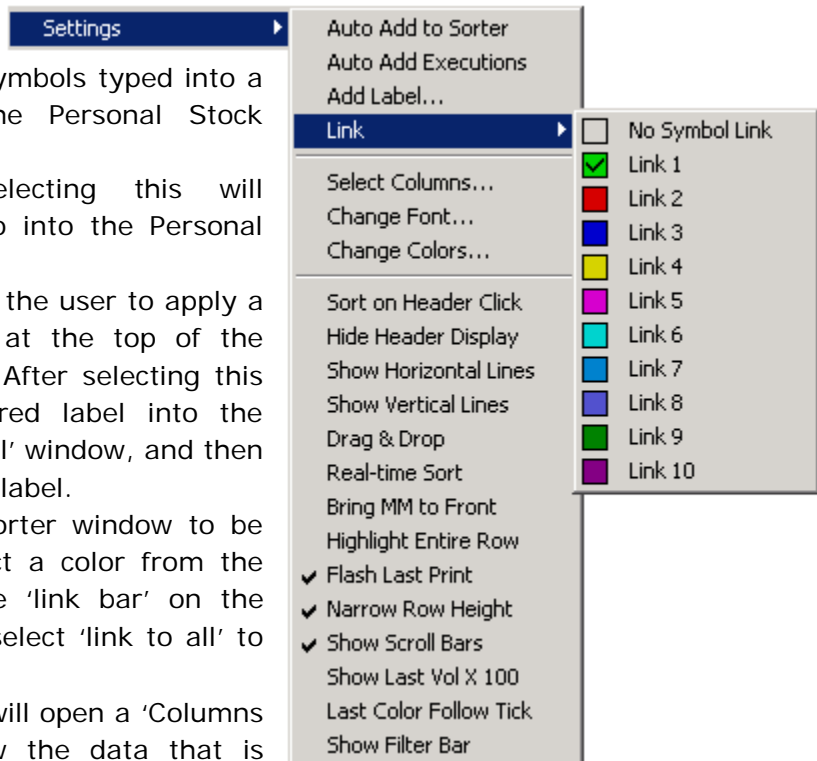 Settings
ymbols typed into a
he Personal Stock
electing this will
p into the Personal
the user to apply a
at the top of the
After selecting this
red label into the
l' window, and then
label.
orter window to be
ct a color from the
e 'link bar' on the
select 'link to all' to
will open a 'Columns
w the data that is
Auto Add to Sorter
Auto Add Executions
Add Label...
Link
Select Columns...
Change Font...
Change Colors...
Sort on Header Click
Hide Header Display
Show Horizontal Lines
Show Vertical Lines
Drag & Drop
Real-time Sort
Bring MM to Front
Highlight Entire Row
Flash Last Print
Narrow Row Height
Show Scroll Bars
Show Last Vol X 100
Last Color Follow Tick
Show Filter Bar
No Symbol Link
Link 1
Link 2
Link 3
Link 4
Link 5
Link 6
Link 7
Link 8
Link 9
Link 10